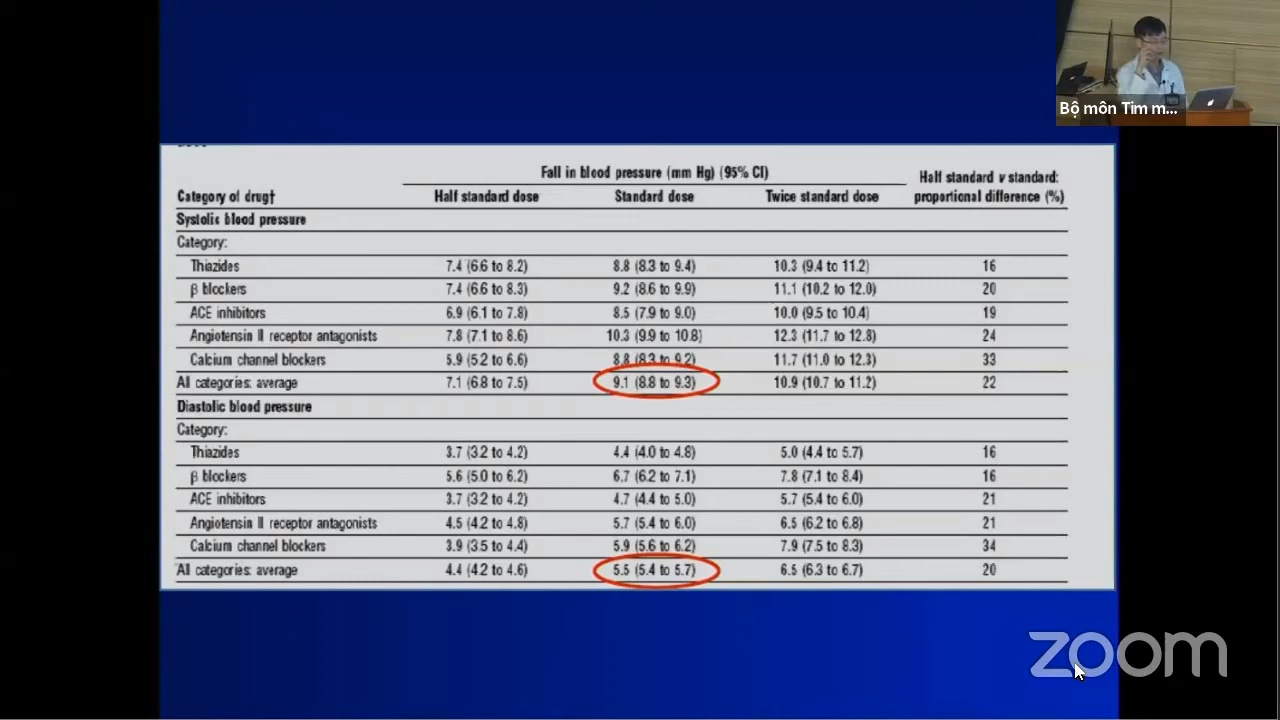 Bộ môn Tim m...
Fall in blood pressure (mm Hg) (95% CI)
Category of drug† Half standard dose Standard dose Twice standard dose Half standard v standard: proportional difference (%)
Systolic blood pressure
Category:
Thiazides 7.4 (6.6 to 8.2) 8.8 (8.3 to 9.4) 10.3 (9.4 to 11.2) 16
β blockers 7.4 (6.6 to 8.3) 9.2 (8.6 to 9.9) 11.1 (10.2 to 12.0) 20
ACE inhibitors 6.9 (6.1 to 7.8) 8.5 (7.9 to 9.0) 10.0 (9.5 to 10.4) 19
Angiotensin II receptor antagonists 7.8 (7.1 to 8.6) 10.3 (9.9 to 10.8) 12.3 (11.7 to 12.8) 24
Calcium channel blockers 5.9 (5.2 to 6.6) 8.8 (8.3 to 9.2) 11.7 (11.0 to 12.3) 33
All categories: average 7.1 (6.8 to 7.5) 9.1 (8.8 to 9.3) 10.9 (10.7 to 11.2) 22
Diastolic blood pressure
Category:
Thiazides 3.7 (3.2 to 4.2) 4.4 (4.0 to 4.8) 5.0 (4.4 to 5.7) 16
β blockers 5.6 (5.0 to 6.2) 6.7 (6.2 to 7.1) 7.8 (7.1 to 8.4) 16
ACE inhibitors 3.7 (3.2 to 4.2) 4.7 (4.4 to 5.0) 5.7 (5.4 to 6.0) 21
Angiotensin II receptor antagonists 4.5 (4.2 to 4.8) 5.7 (5.4 to 6.0) 6.5 (6.2 to 6.8) 21
Calcium channel blockers 3.9 (3.5 to 4.4) 5.9 (5.6 to 6.2) 7.9 (7.5 to 8.3) 34
All categories: average 4.4 (4.2 to 4.6) 5.5 (5.4 to 5.7) 6.5 (6.3 to 6.7) 20
zoom